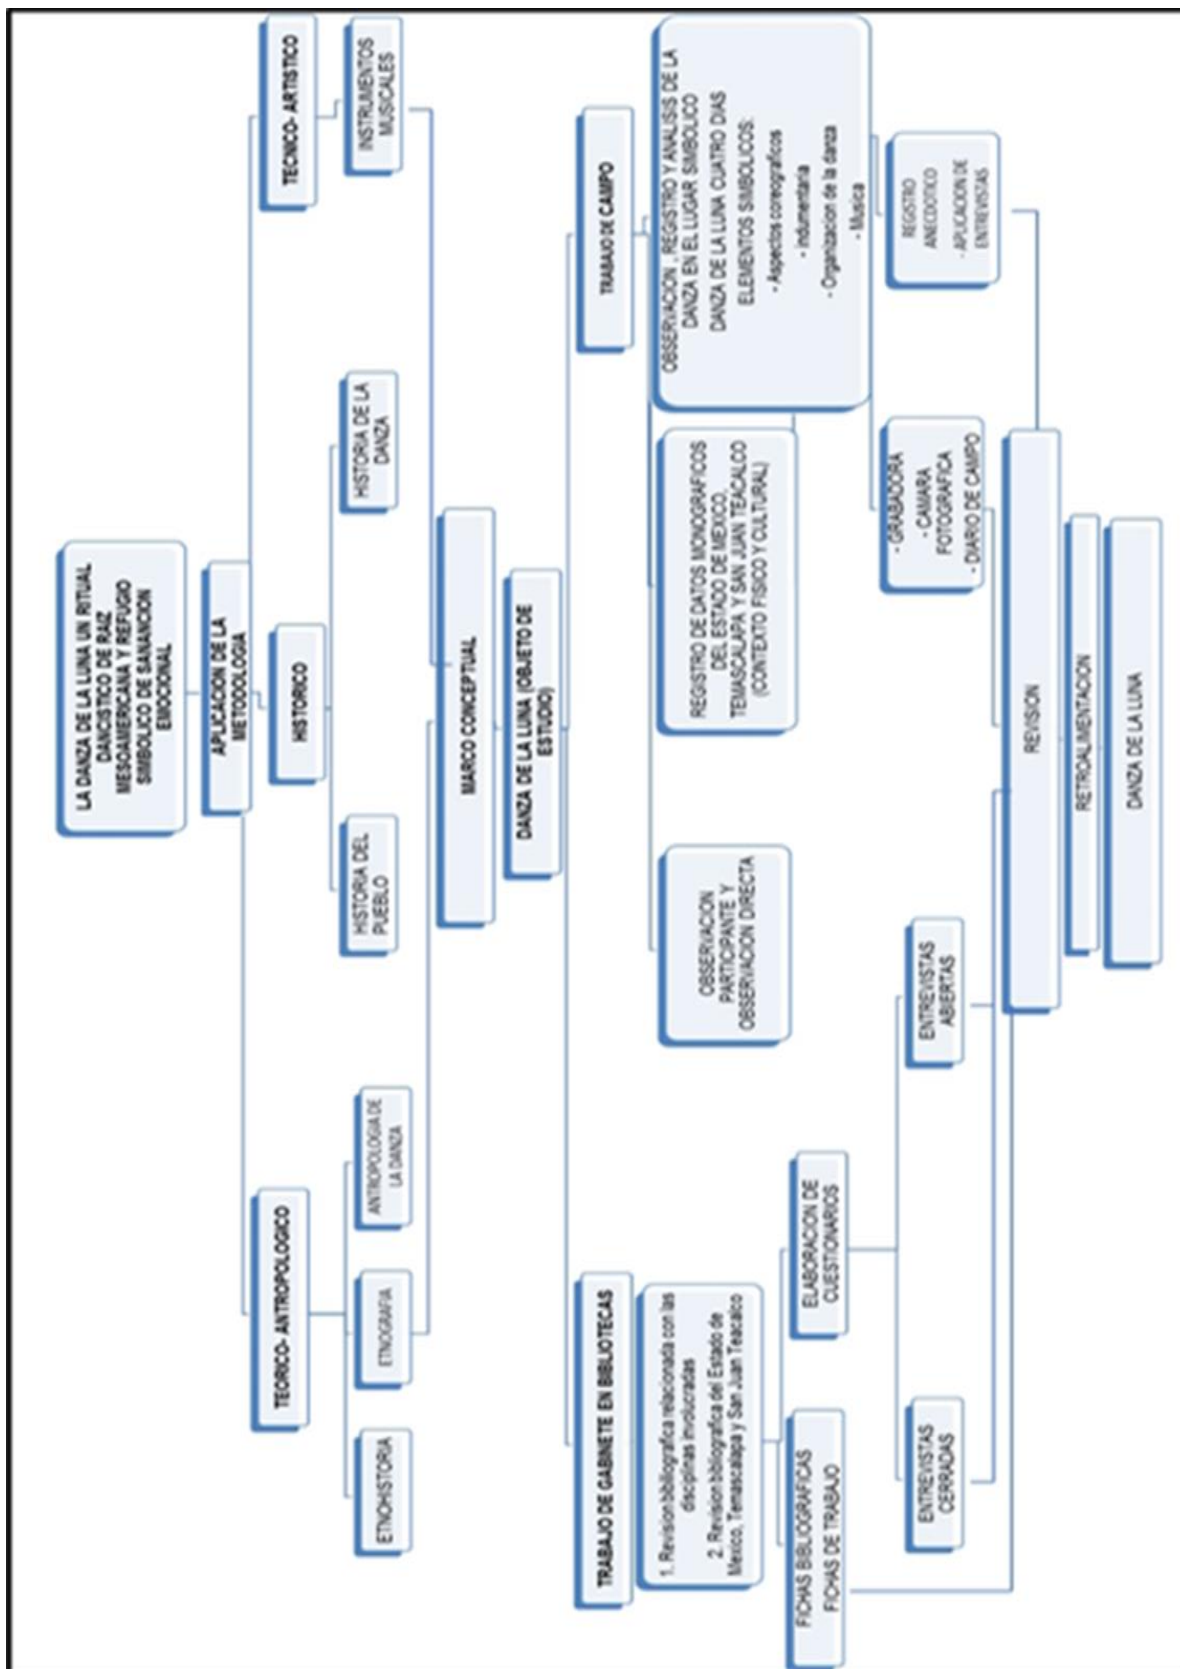 LA DANZA DE LA LUNA UN RITUAL
DANCISTICO DE RAIZ
MESOAMERICANA Y REFUGIO
SIMBOLICO DE SANANCION
EMOCIONAL
APLICACION DE LA
METODOLOGIA
TEORICO- ANTROPOLOGICO
HISTORICO
TECNICO- ARTISTICO
ETNOHISTORIA
ETNOGRAFIA
ANTROPOLOGIA DE
LA DANZA
HISTORIA DEL
PUEBLO
HISTORIA DE LA
DANZA
INSTRUMENTOS
MUSICALES
MARCO CONCEPTUAL
DANZA DE LA LUNA (OBJETO DE
ESTUDIO)
TRABAJO DE GABINETE EN BIBLIOTECAS
1. Revision bibliografica relacionada con las
disciplinas involucradas
2. Revision bibliografica del Estado de
Mexico, Temascalapa y San Juan Teacalco
FICHAS BIBLIOGRAFICAS
FICHAS DE TRABAJO
ELABORACION DE
CUESTIONARIOS
ENTREVISTAS
CERRADAS
ENTREVISTAS
ABIERTAS
TRABAJO DE CAMPO
OBSERVACION
PARTICIPANTE Y
OBSERVACION DIRECTA
REGISTRO DE DATOS MONOGRAFICOS
DEL ESTADO DE MEXICO,
TEMASCALAPA Y SAN JUAN TEACALCO
(CONTEXTO FISICO Y CULTURAL)
OBSERVACION , REGISTRO Y ANALISIS DE LA
DANZA EN EL LUGAR SIMBOLICO
DANZA DE LA LUNA CUATRO DIAS
ELEMENTOS SIMBOLICOS:
- Aspectos coreograficos
- indumentaria
- Organizacion de la danza
- Musica
- GRABADORA
- CAMARA
FOTOGRAFICA
- DIARIO DE CAMPO
REGISTRO
ANECDOTICO
- APLICACION DE
ENTREVISTAS
REVISION
RETROALIMENTACION
DANZA DE LA LUNA